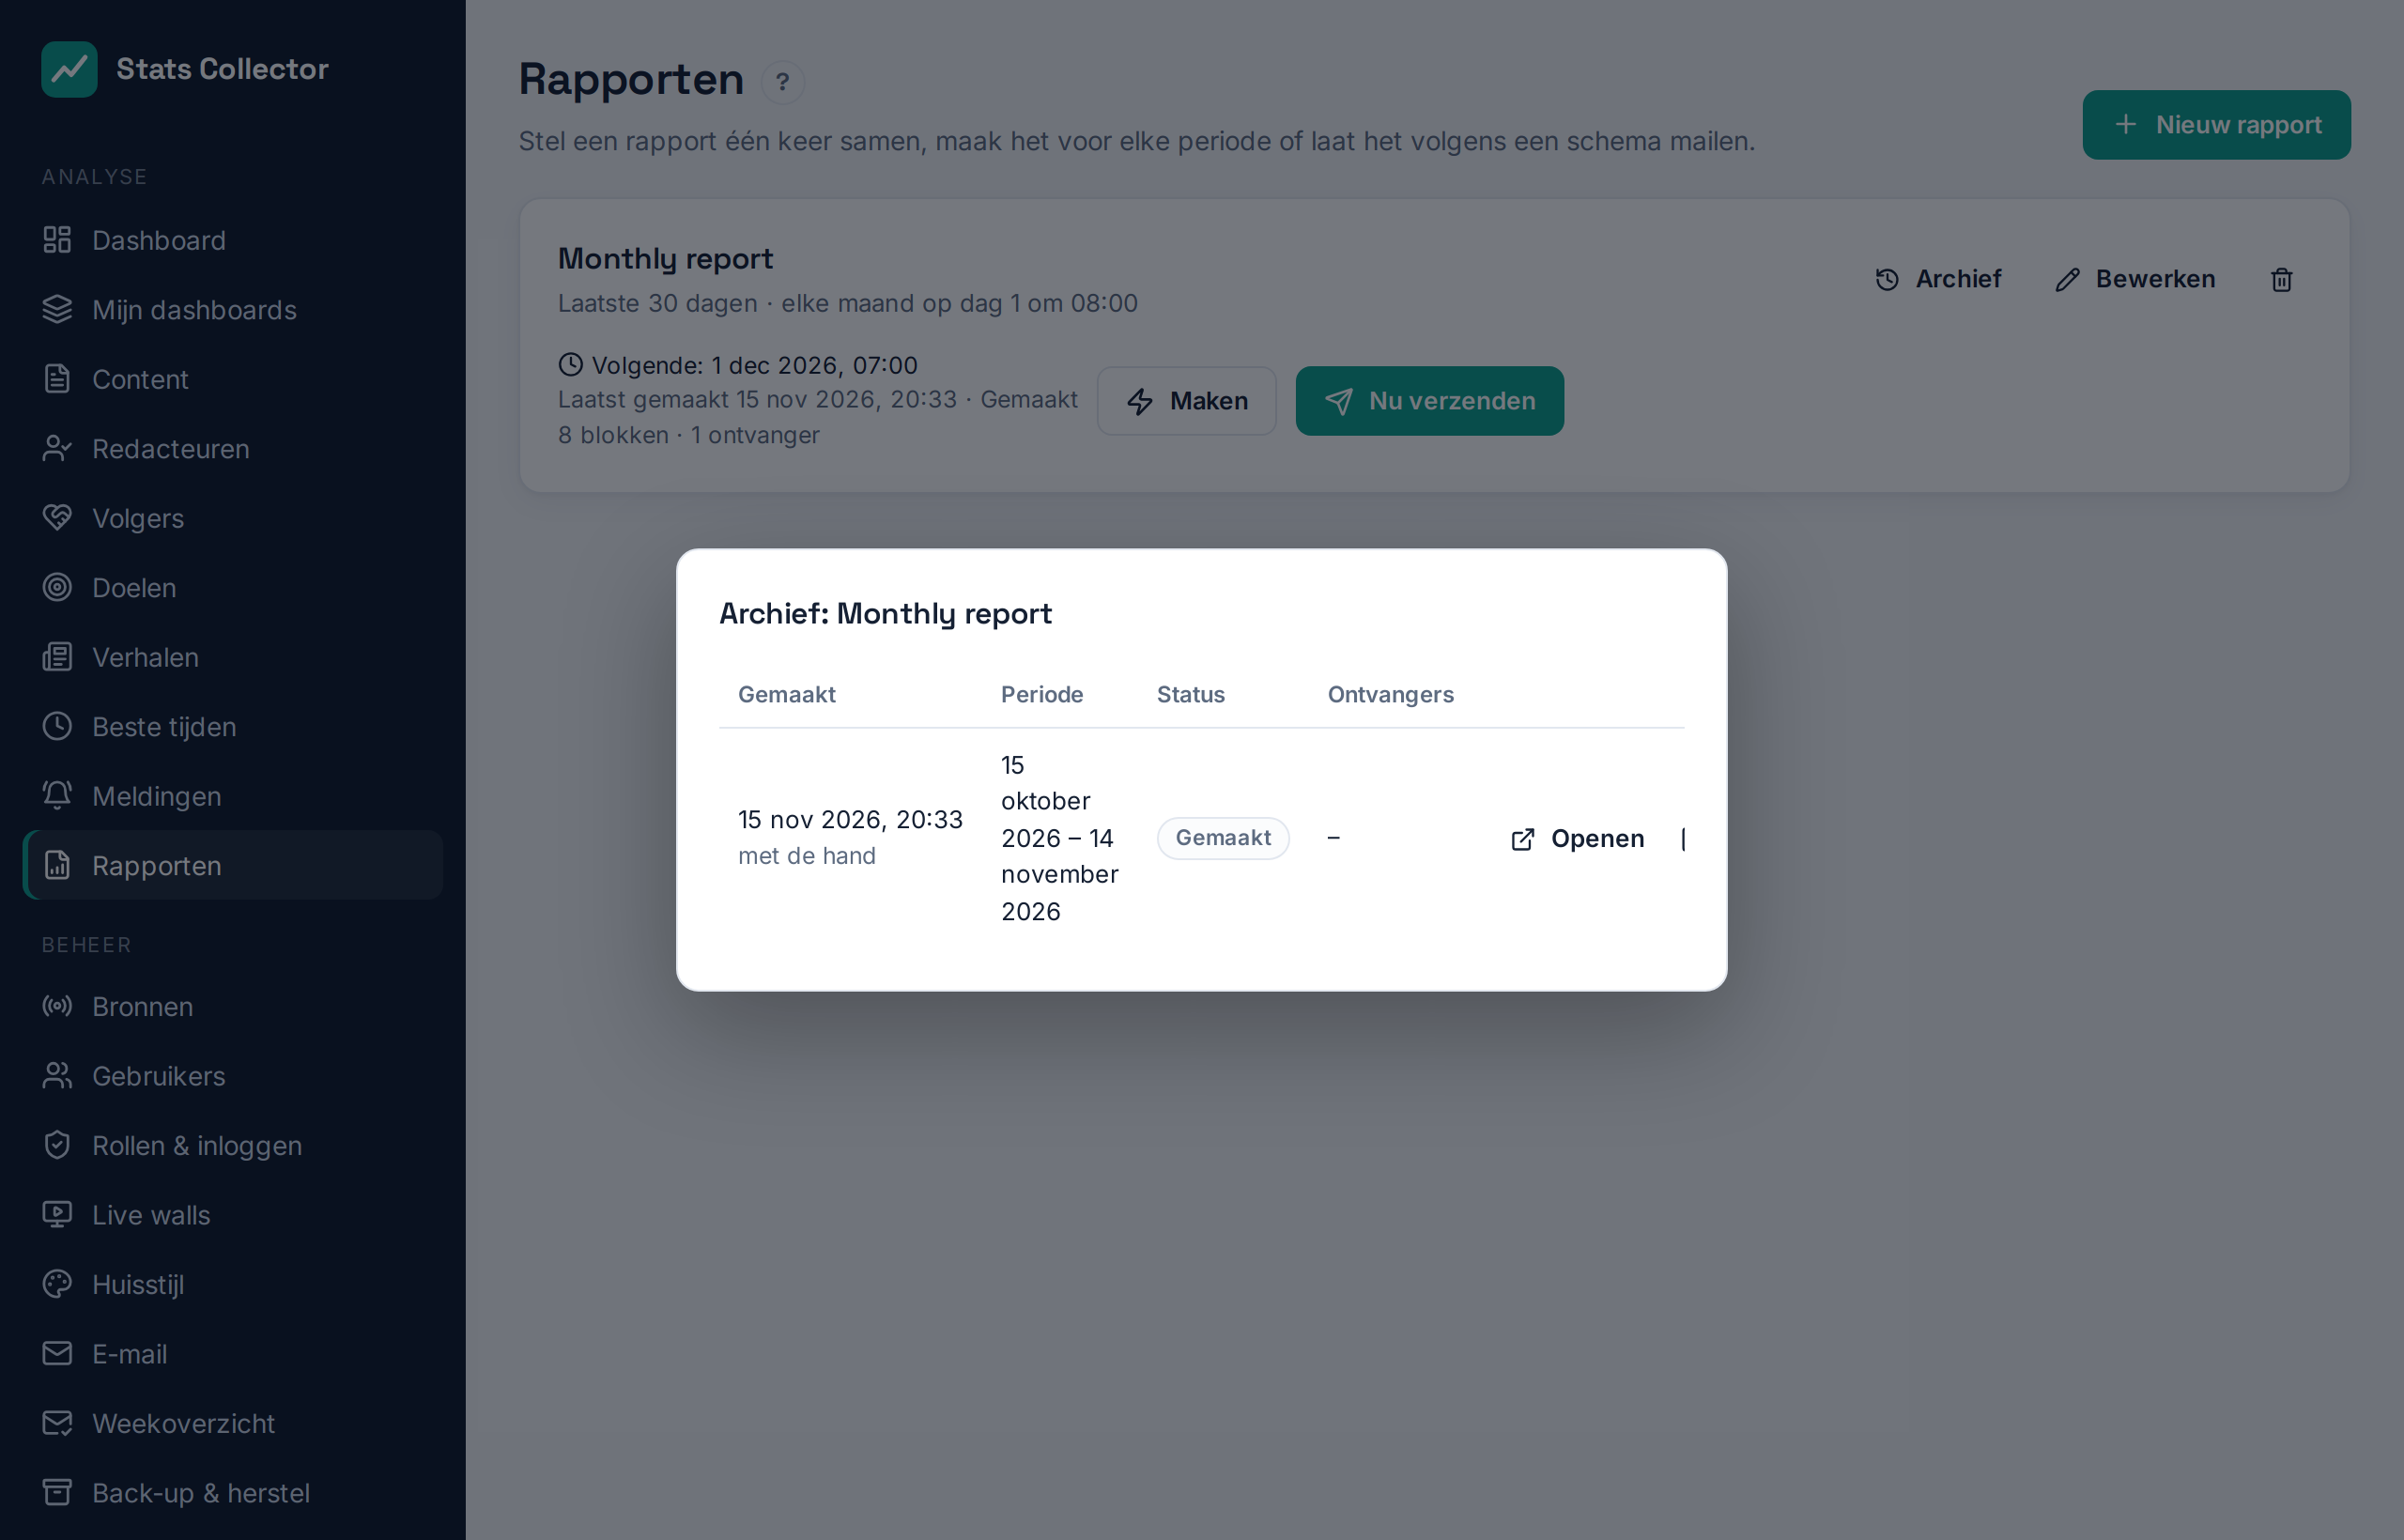 Stats Collector
ANALYSE
Dashboard
Mijn dashboards
Content
Redacteuren
Volgers
Doelen
Verhalen
Beste tijden
Meldingen
Rapporten
BEHEER
Bronnen
Gebruikers
Rollen & inloggen
Live walls
Huisstijl
E-mail
Weekoverzicht
Back-up & herstel
Rapporten ?
Stel een rapport één keer samen, maak het voor elke periode of laat het volgens een schema mailen.
Nieuw rapport
Monthly report
Laatste 30 dagen · elke maand op dag 1 om 08:00
Archief
Bewerken
Volgende: 1 dec 2026, 07:00
Laatst gemaakt 15 nov 2026, 20:33 · Gemaakt
8 blokken · 1 ontvanger
Maken
Nu verzenden
Archief: Monthly report
Gemaakt Periode Status Ontvangers
15 nov 2026, 20:33
met de hand
15
oktober
2026 – 14
november
2026
Gemaakt
–
Openen